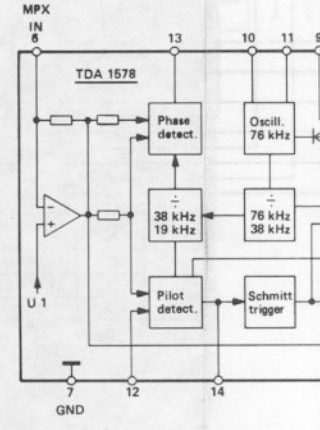 MPX
IN
6
13
10
11
9
TDA 1578
Phase
detect.
Oscill.
76 kHz
÷
38 kHz
19 kHz
÷
76 kHz
38 kHz
−
+
U 1
Pilot
detect.
Schmitt
trigger
7
12
14
GND